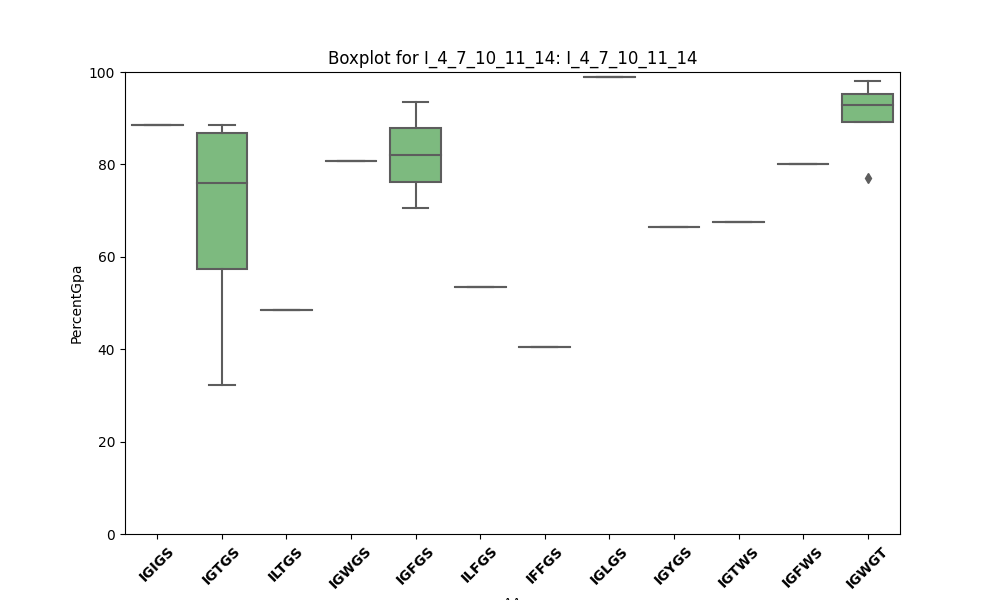 Boxplot for I_4_7_10_11_14: I_4_7_10_11_14
100
80
60
40
20
0
PercentGpa
IGIGS
IGTGS
ILTGS
IGWGS
IGFGS
ILFGS
IFFGS
IGLGS
IGYGS
IGTWS
IGFWS
IGWGT